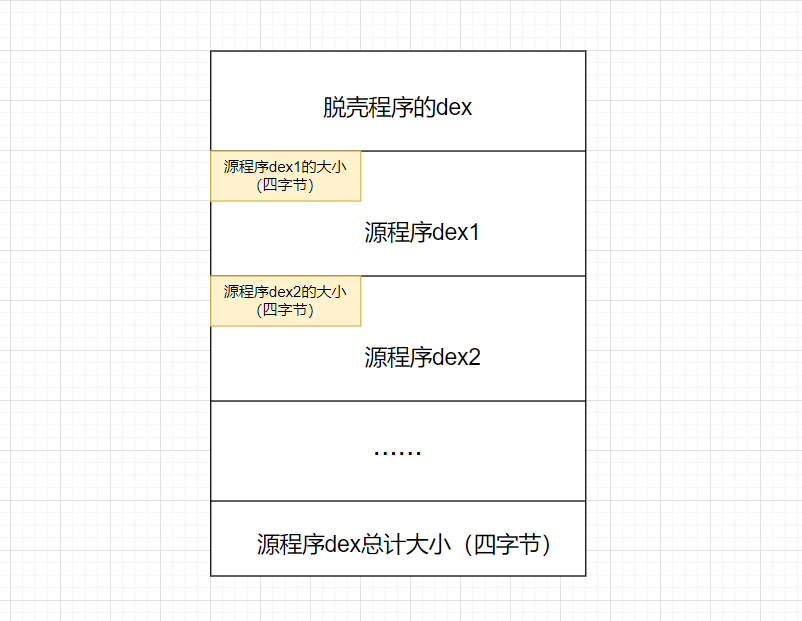 脱壳程序的dex
源程序dex1的大小
（四字节）
源程序dex1
源程序dex2的大小
（四字节）
源程序dex2
······
源程序dex总计大小（四字节）